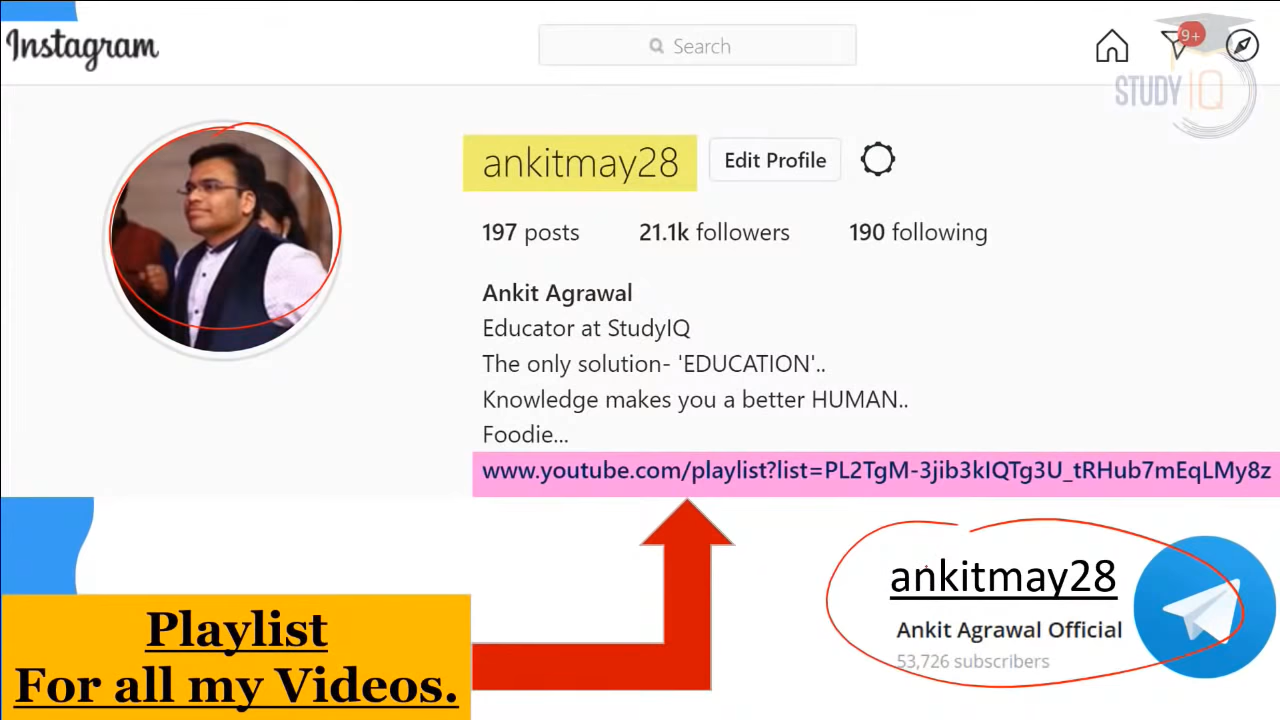 Instagram
Search
9+
STUDY IQ
ankitmay28
Edit Profile
197 posts 21.1k followers 190 following
Ankit Agrawal
Educator at StudyIQ
The only solution- 'EDUCATION'..
Knowledge makes you a better HUMAN..
Foodie...
www.youtube.com/playlist?list=PL2TgM-3jib3kIQTg3U_tRHub7mEqLMy8z
ankitmay28
Ankit Agrawal Official
53,726 subscribers
Playlist
For all my Videos.